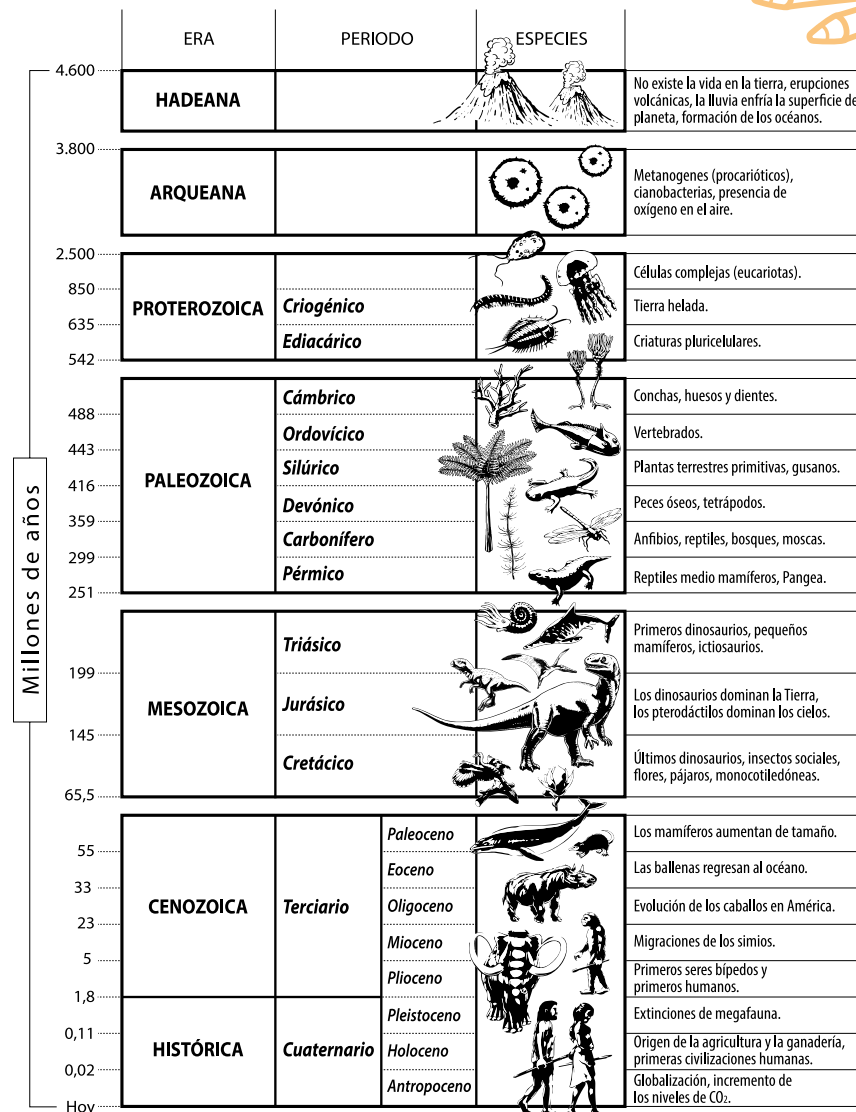 ERA
PERIODO
ESPECIES
4.600
HADEANA
No existe la vida en la tierra, erupciones
volcánicas, la lluvia enfría la superficie de
planeta, formación de los océanos.
3.800
ARQUEANA
Metanogenes (procarióticos),
cianobacterias, presencia de
oxígeno en el aire.
2.500
Células complejas (eucariotas).
850
PROTEROZOICA
Criogénico
Tierra helada.
635
Ediacárico
Criaturas pluricelulares.
542
Cámbrico
Conchas, huesos y dientes.
488
Ordovícico
Vertebrados.
443
PALEOZOICA
Silúrico
Plantas terrestres primitivas, gusanos.
416
Devónico
Peces óseos, tetrápodos.
359
Carbonífero
Anfibios, reptiles, bosques, moscas.
299
Pérmico
Reptiles medio mamíferos, Pangea.
251
Millones de años
Triásico
Primeros dinosaurios, pequeños
mamíferos, ictiosaurios.
199
MESOZOICA
Jurásico
Los dinosaurios dominan la Tierra,
los pterodáctilos dominan los cielos.
145
Cretácico
Últimos dinosaurios, insectos sociales,
flores, pájaros, monocotiledóneas.
65,5
Paleoceno
Los mamíferos aumentan de tamaño.
55
Eoceno
Las ballenas regresan al océano.
33
CENOZOICA
Terciario
Oligoceno
Evolución de los caballos en América.
23
Mioceno
Migraciones de los simios.
5
Plioceno
Primeros seres bípedos y
primeros humanos.
1,8
Pleistoceno
Extinciones de megafauna.
0,11
HISTÓRICA
Cuaternario
Holoceno
Origen de la agricultura y la ganadería,
primeras civilizaciones humanas.
0,02
Antropoceno
Globalización, incremento de
los niveles de CO₂.
Hoy